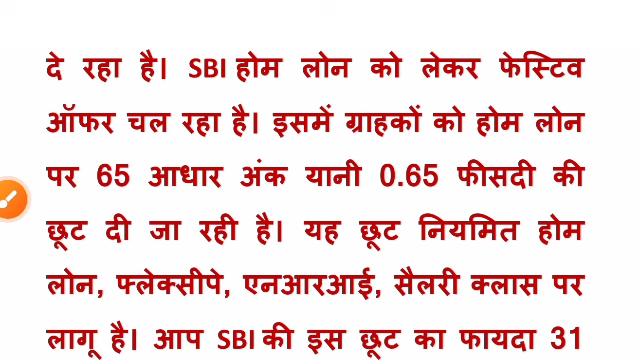 दे रहा है। SBI होम लोन को लेकर फेस्टिव
ऑफर चल रहा है। इसमें ग्राहकों को होम लोन
पर 65 आधार अंक यानी 0.65 फीसदी की
छूट दी जा रही है। यह छूट नियमित होम
लोन, फ्लेक्सीपे, एनआरआई, सैलरी क्लास पर
लागू है। आप SBI की इस छूट का फायदा 31